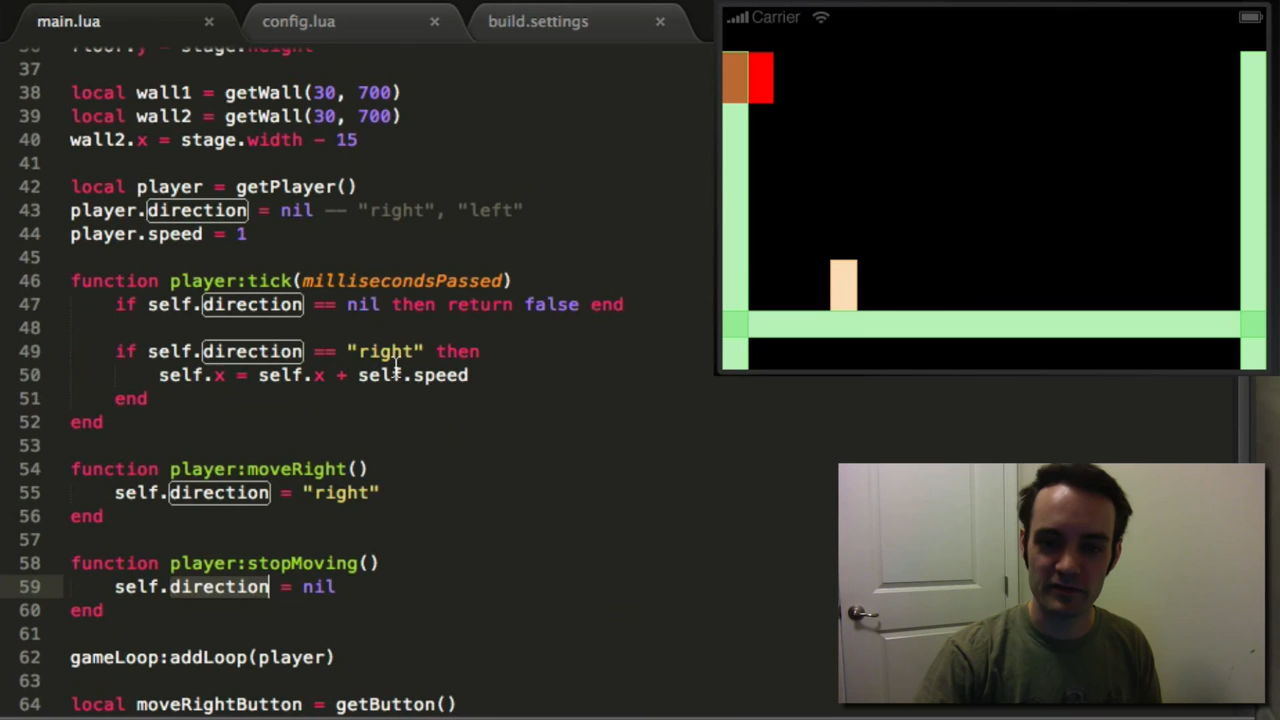 main.lua × config.lua × build.settings ×
Carrier
36 floor.y = stage.height
37
38 local wall1 = getWall(30, 700)
39 local wall2 = getWall(30, 700)
40 wall2.x = stage.width - 15
41
42 local player = getPlayer()
43 player.direction = nil -- "right", "left"
44 player.speed = 1
45
46 function player:tick(millisecondsPassed)
47 if self.direction == nil then return false end
48
49 if self.direction == "right" then
50 self.x = self.x + self.speed
51 end
52 end
53
54 function player:moveRight()
55 self.direction = "right"
56 end
57
58 function player:stopMoving()
59 self.direction = nil
60 end
61
62 gameLoop:addLoop(player)
63
64 local moveRightButton = getButton()